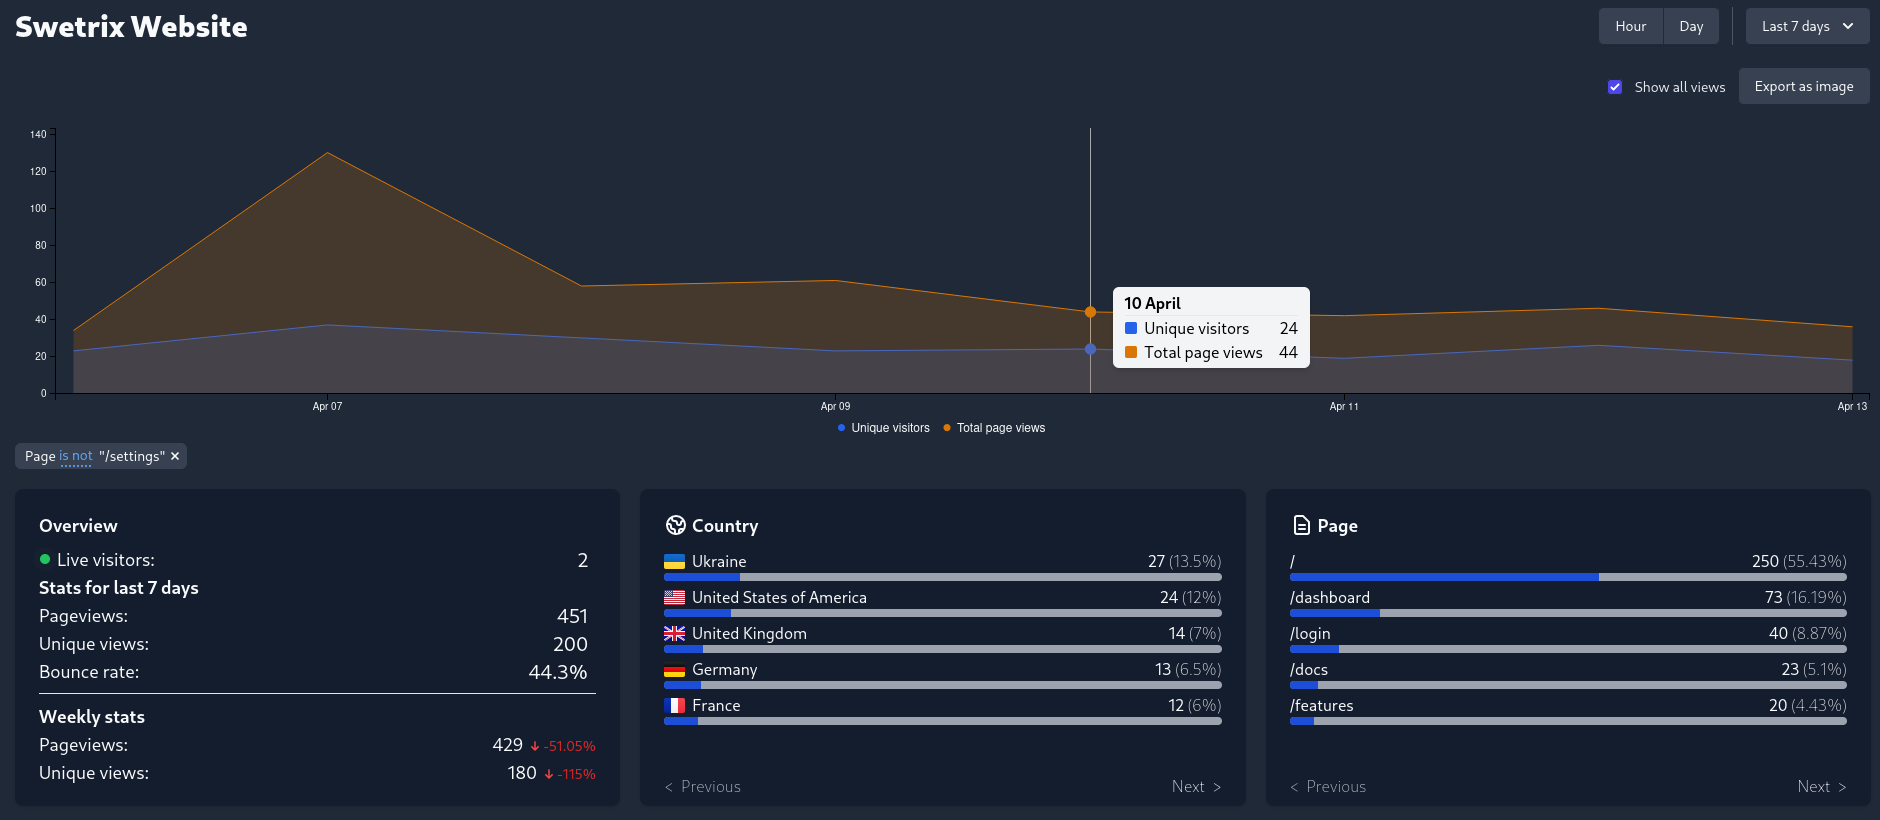 Swetrix Website
Hour Day Last 7 days
Show all views Export as image
140
120
100
80
60
40
20
0
10 April
Unique visitors 24
Total page views 44
Apr 07 Apr 09 Apr 11 Apr 13
Unique visitors Total page views
Page is not "/settings" ×
Overview
Live visitors: 2
Stats for last 7 days
Pageviews: 451
Unique views: 200
Bounce rate: 44.3%
Weekly stats
Pageviews: 429 ↓ -51.05%
Unique views: 180 ↓ -115%
Country
Ukraine 27 (13.5%)
United States of America 24 (12%)
United Kingdom 14 (7%)
Germany 13 (6.5%)
France 12 (6%)
< Previous Next >
Page
/ 250 (55.43%)
/dashboard 73 (16.19%)
/login 40 (8.87%)
/docs 23 (5.1%)
/features 20 (4.43%)
< Previous Next >